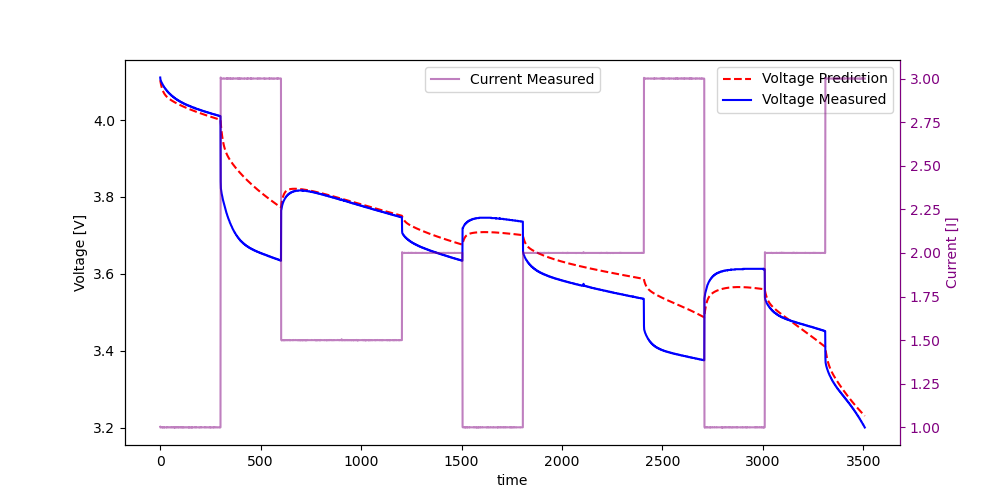 Current Measured
Voltage Prediction
Voltage Measured
Voltage [V]
4.0
3.8
3.6
3.4
3.2
3.00
2.75
2.50
2.25
2.00
1.75
1.50
1.25
1.00
Current [I]
0 500 1000 1500 2000 2500 3000 3500
time